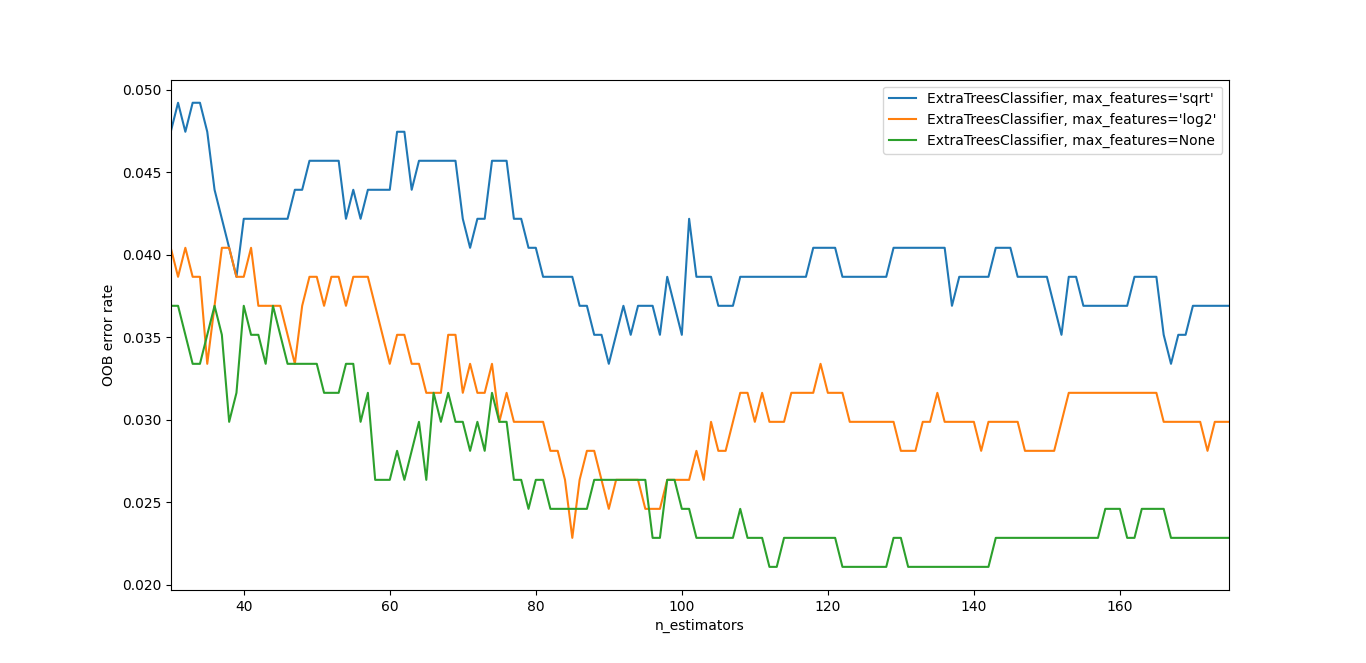 0.050
0.045
0.040
0.035
0.030
0.025
0.020
OOB error rate
ExtraTreesClassifier, max_features='sqrt'
ExtraTreesClassifier, max_features='log2'
ExtraTreesClassifier, max_features=None
40 60 80 100 120 140 160
n_estimators